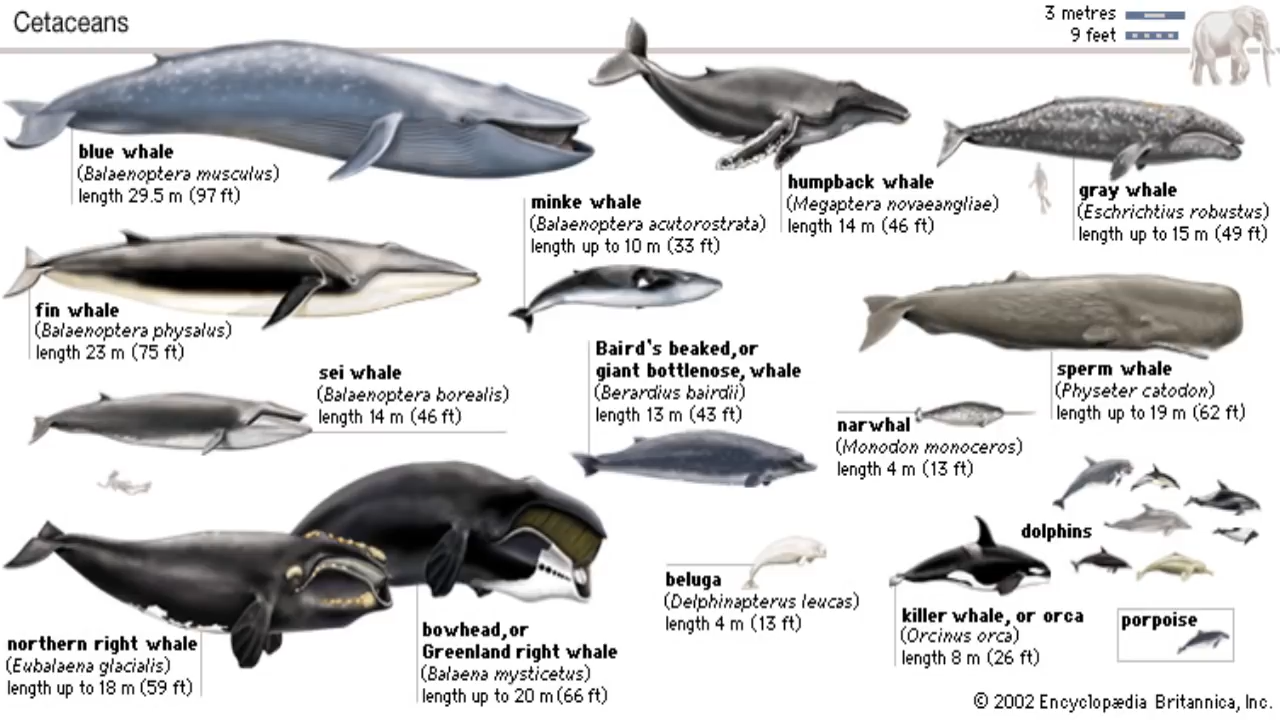 Cetaceans
3 metres
9 feet
blue whale
(Balaenoptera musculus)
length 29.5 m (97 ft)
minke whale
(Balaenoptera acutorostrata)
length up to 10 m (33 ft)
humpback whale
(Megaptera novaeangliae)
length 14 m (46 ft)
gray whale
(Eschrichtius robustus)
length up to 15 m (49 ft)
fin whale
(Balaenoptera physalus)
length 23 m (75 ft)
sei whale
(Balaenoptera borealis)
length 14 m (46 ft)
Baird's beaked, or
giant bottlenose, whale
(Berardius bairdii)
length 13 m (43 ft)
sperm whale
(Physeter catodon)
length up to 19 m (62 ft)
narwhal
(Monodon monoceros)
length 4 m (13 ft)
dolphins
northern right whale
(Eubalaena glacialis)
length up to 18 m (59 ft)
bowhead, or
Greenland right whale
(Balaena mysticetus)
length up to 20 m (66 ft)
beluga
(Delphinapterus leucas)
length 4 m (13 ft)
killer whale, or orca
(Orcinus orca)
length 8 m (26 ft)
porpoise
© 2002 Encyclopædia Britannica, Inc.